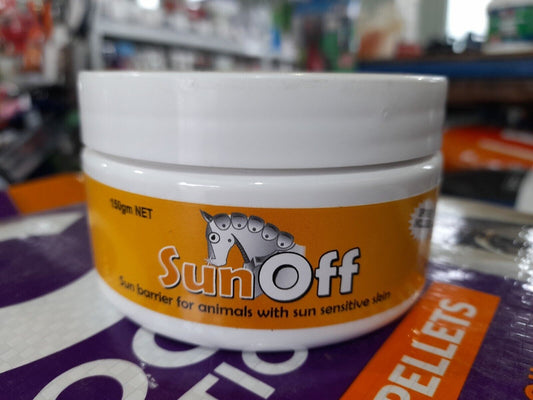 150gm NET
SunOff
Sun barrier for animals with sun sensitive skin
PELLETS